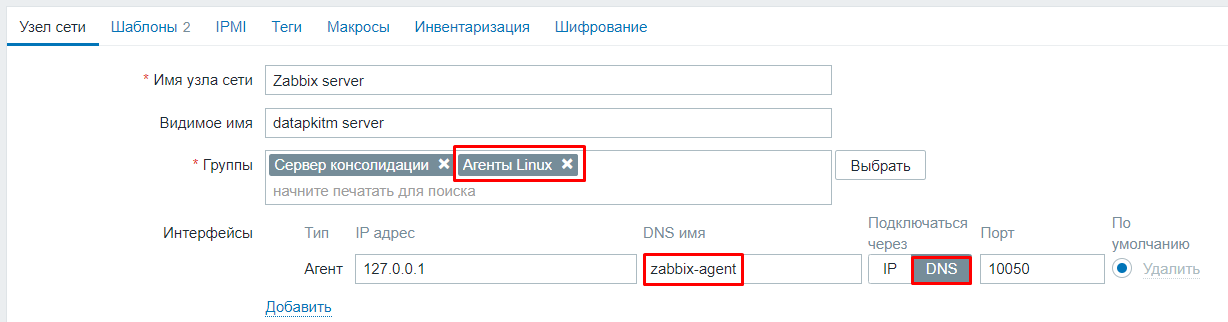 Узел сети Шаблоны 2 IPMI Теги Макросы Инвентаризация Шифрование
* Имя узла сети Zabbix server
Видимое имя datapkitm server
* Группы Сервер консолидации ✖ Агенты Linux ✖ Выбрать
начните печатать для поиска
Интерфейсы Тип IP адрес DNS имя Подключаться через Порт По умолчанию
Агент 127.0.0.1 zabbix-agent IP DNS 10050 Удалить
Добавить